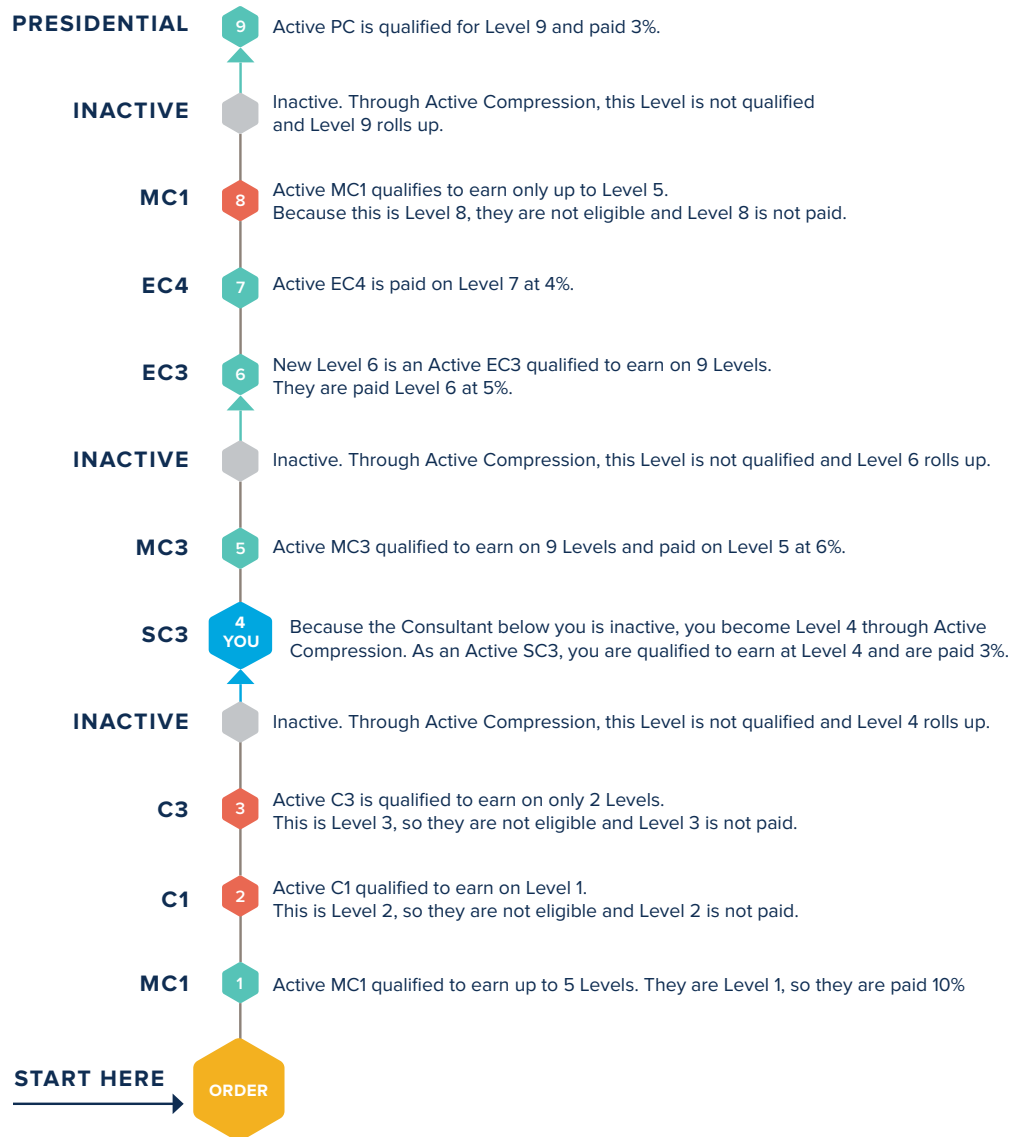 PRESIDENTIAL
9
Active PC is qualified for Level 9 and paid 3%.
INACTIVE
Inactive. Through Active Compression, this Level is not qualified
and Level 9 rolls up.
MC1
8
Active MC1 qualifies to earn only up to Level 5.
Because this is Level 8, they are not eligible and Level 8 is not paid.
EC4
7
Active EC4 is paid on Level 7 at 4%.
EC3
6
New Level 6 is an Active EC3 qualified to earn on 9 Levels.
They are paid Level 6 at 5%.
INACTIVE
Inactive. Through Active Compression, this Level is not qualified and Level 6 rolls up.
MC3
5
Active MC3 qualified to earn on 9 Levels and paid on Level 5 at 6%.
SC3
4
YOU
Because the Consultant below you is inactive, you become Level 4 through Active
Compression. As an Active SC3, you are qualified to earn at Level 4 and are paid 3%.
INACTIVE
Inactive. Through Active Compression, this Level is not qualified and Level 4 rolls up.
C3
3
Active C3 is qualified to earn on only 2 Levels.
This is Level 3, so they are not eligible and Level 3 is not paid.
C1
2
Active C1 qualified to earn on Level 1.
This is Level 2, so they are not eligible and Level 2 is not paid.
MC1
1
Active MC1 qualified to earn up to 5 Levels. They are Level 1, so they are paid 10%
START HERE
ORDER